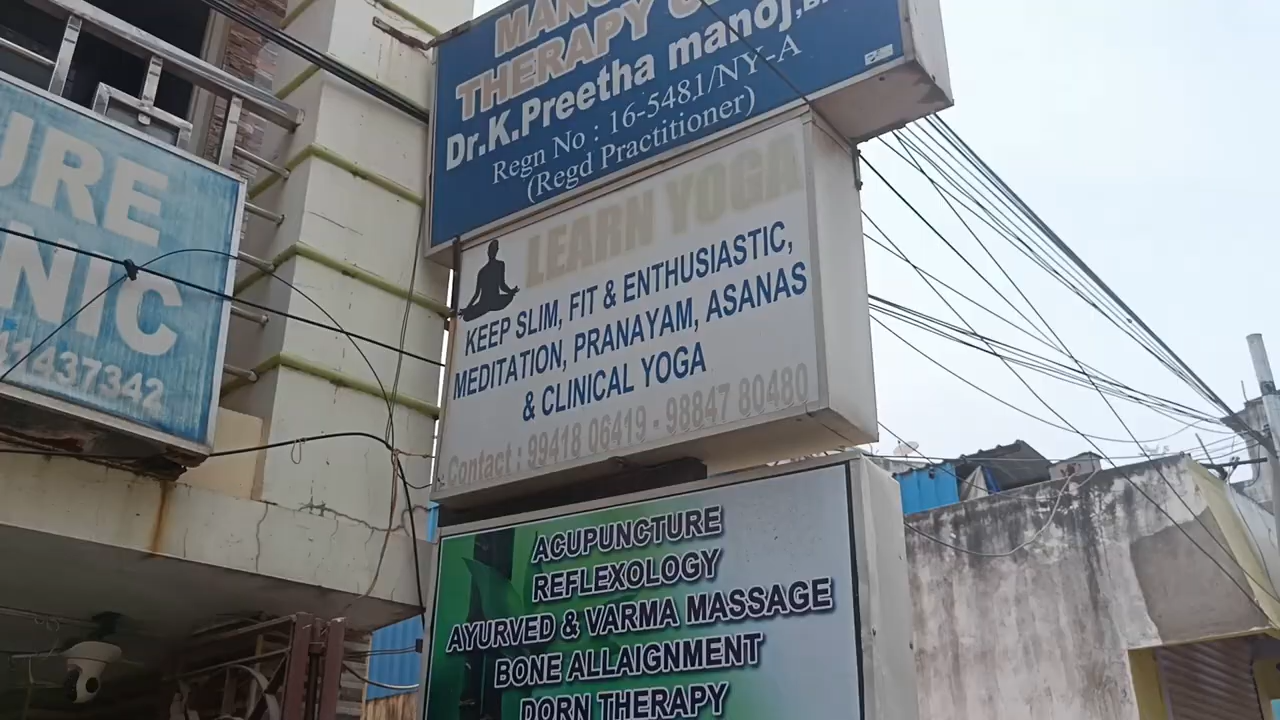 URE
NIC
41437342
THERAPY
Dr.K.Preetha manoj,
Regn No : 16-5481/NY-A
(Regd Practitioner)
LEARN YOGA
KEEP SLIM, FIT & ENTHUSIASTIC,
MEDITATION, PRANAYAM, ASANAS
& CLINICAL YOGA
Contact : 99418 06419 - 98847 80480
ACUPUNCTURE
REFLEXOLOGY
AYURVED & VARMA MASSAGE
BONE ALLAIGNMENT
DORN THERAPY